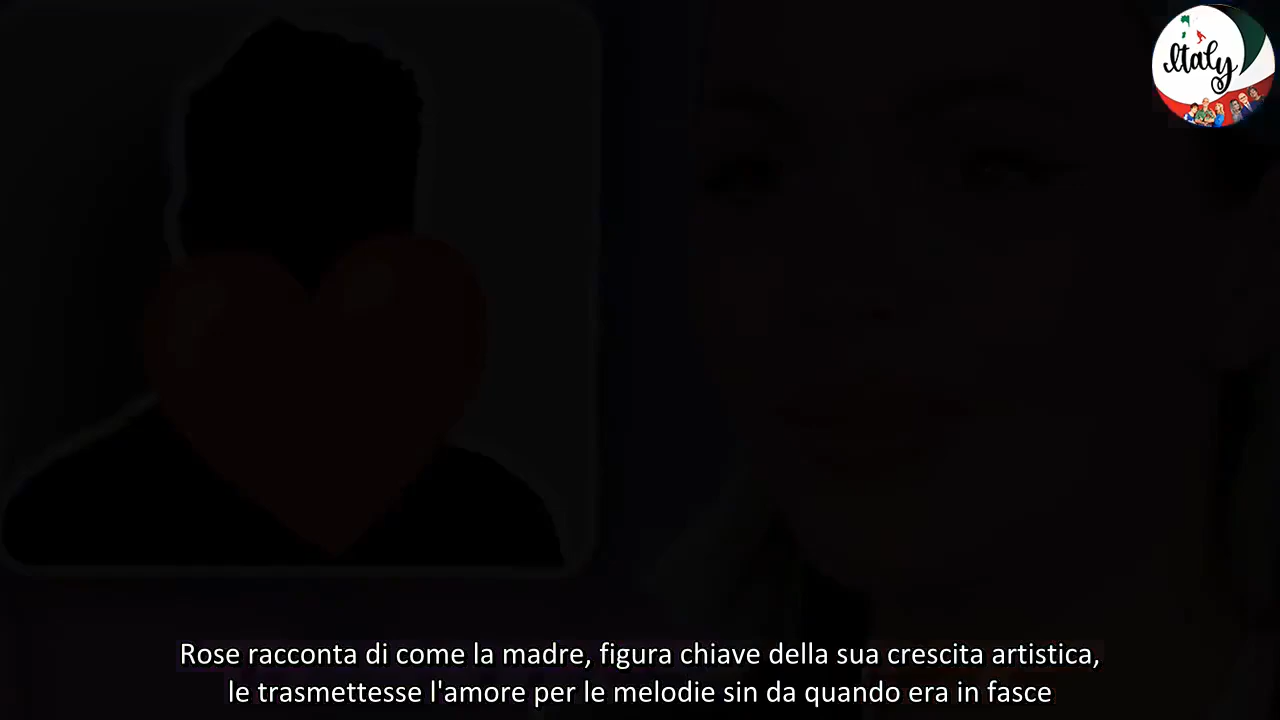 Italy
Rose racconta di come la madre, figura chiave della sua crescita artistica,
le trasmettesse l'amore per le melodie sin da quando era in fasce